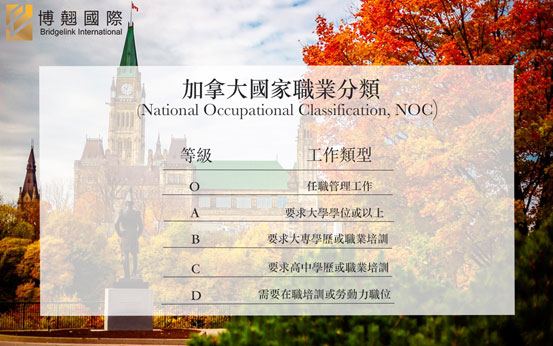 博翹國際
Bridgelink International
加拿大國家職業分類
(National Occupational Classification, NOC)
等級 工作類型
O 任職管理工作
A 要求大學學位或以上
B 要求大專學歷或職業培訓
C 要求高中學歷或職業培訓
D 需要在職培訓或勞動力職位